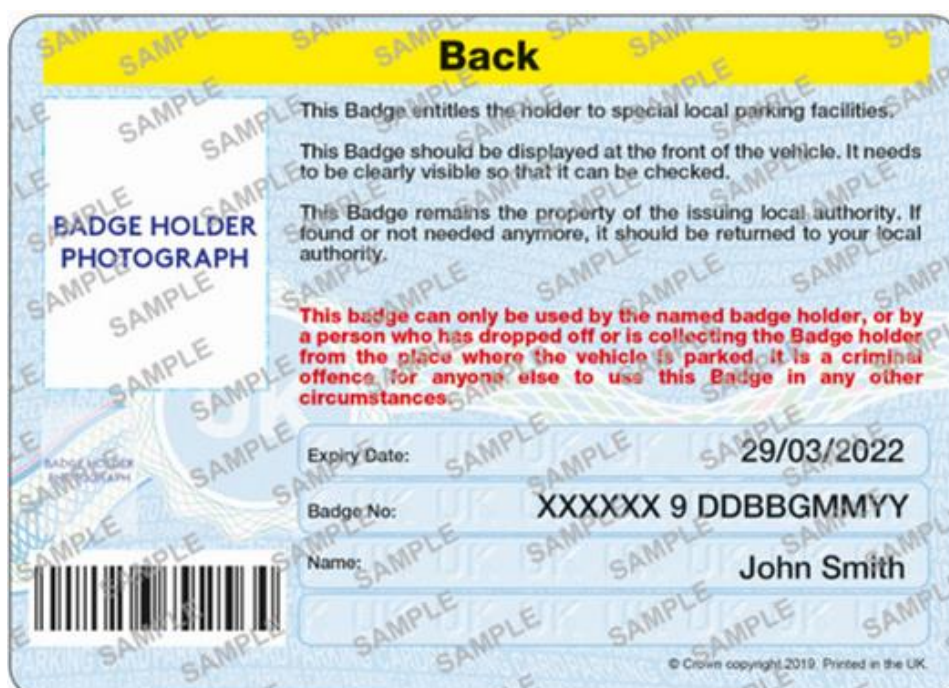 Back
This Badge entitles the holder to special local parking facilities.
This Badge should be displayed at the front of the vehicle. It needs
to be clearly visible so that it can be checked.
This Badge remains the property of the issuing local authority. If
found or not needed anymore, it should be returned to your local
authority.
BADGE HOLDER
PHOTOGRAPH
This badge can only be used by the named badge holder, or by
a person who has dropped off or is collecting the Badge holder
from the place where the vehicle is parked. It is a criminal
offence for anyone else to use this Badge in any other
circumstances.
UK
BADGE HOLDER
PHOTOGRAPH
Expiry Date: 29/03/2022
Badge No: XXXXXX 9 DDBBGMMYY
Name: John Smith
© Crown copyright 2019. Printed in the UK.
SAMPLE